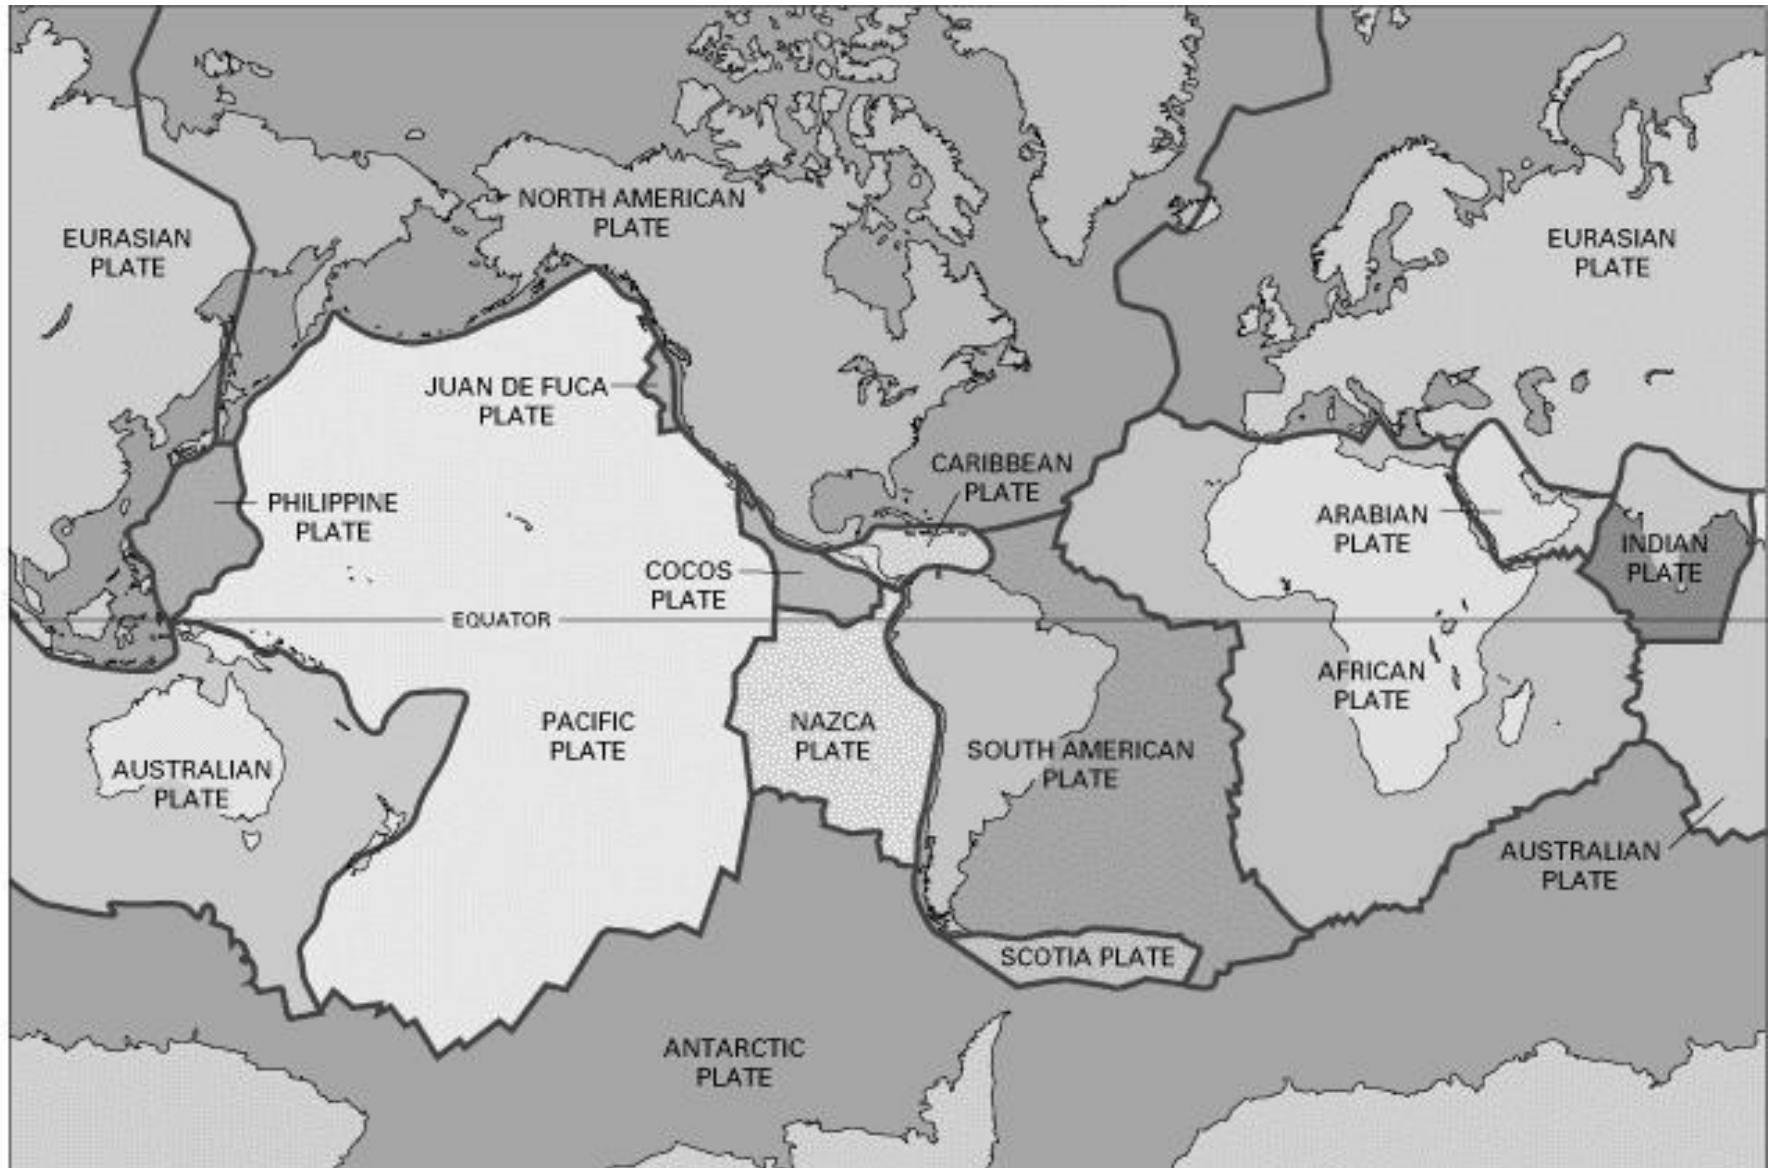 NORTH AMERICAN
PLATE
EURASIAN
PLATE
EURASIAN
PLATE
JUAN DE FUCA
PLATE
CARIBBEAN
PLATE
PHILIPPINE
PLATE
ARABIAN
PLATE
INDIAN
PLATE
COCOS
PLATE
EQUATOR
AFRICAN
PLATE
PACIFIC
PLATE
NAZCA
PLATE
SOUTH AMERICAN
PLATE
AUSTRALIAN
PLATE
AUSTRALIAN
PLATE
SCOTIA PLATE
ANTARCTIC
PLATE